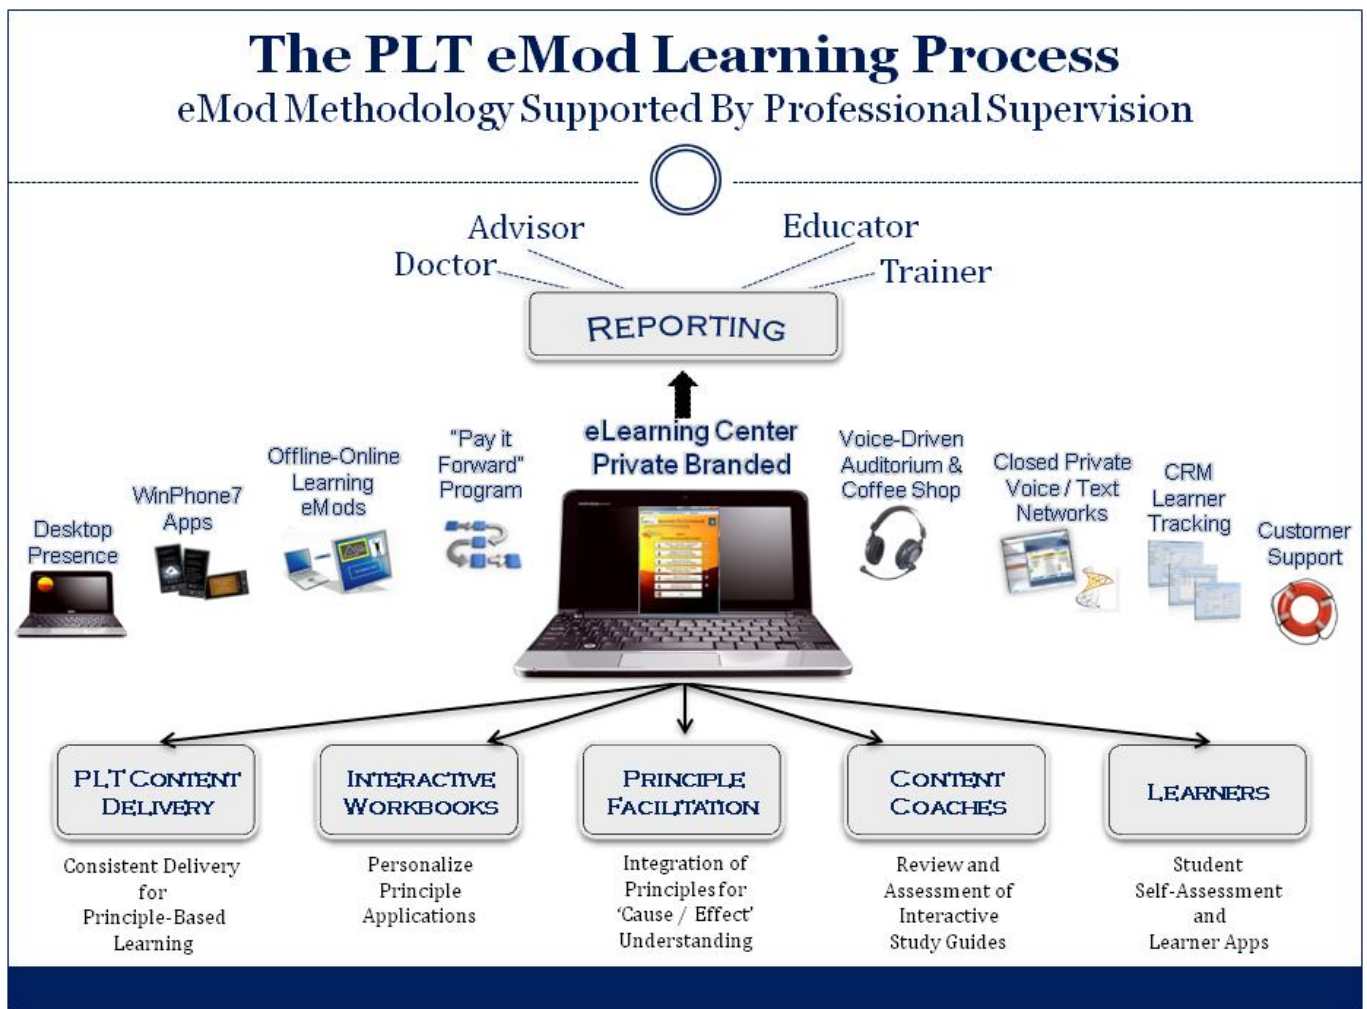 The PLT eMod Learning Process
eMod Methodology Supported By Professional Supervision
Advisor
Educator
Doctor
Trainer
REPORTING
eLearning Center
Private Branded
Desktop
Presence
WinPhone7
Apps
Offline-Online
Learning
eMods
"Pay it
Forward"
Program
Voice-Driven
Auditorium &
Coffee Shop
Closed Private
Voice / Text
Networks
CRM
Learner
Tracking
Customer
Support
PLT CONTENT
DELIVERY
INTERACTIVE
WORKBOOKS
PRINCIPLE
FACILITATION
CONTENT
COACHES
LEARNERS
Consistent Delivery
for
Principle-Based
Learning
Personalize
Principle
Applications
Integration of
Principles for
‘Cause / Effect’
Understanding
Review and
Assessment of
Interactive
Study Guides
Student
Self-Assessment
and
Learner Apps